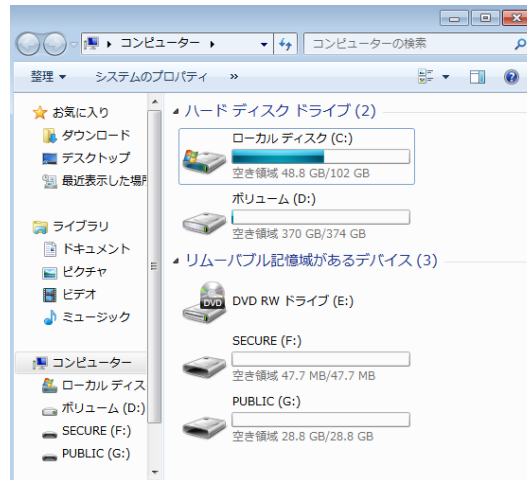 コンピューター
コンピューターの検索
整理
システムのプロパティ
»
お気に入り
ダウンロード
デスクトップ
最近表示した場所
ライブラリ
ドキュメント
ピクチャ
ビデオ
ミュージック
コンピューター
ローカル ディス
ボリューム (D:)
SECURE (F:)
PUBLIC (G:)
ハード ディスク ドライブ (2)
ローカル ディスク (C:)
空き領域 48.8 GB/102 GB
ボリューム (D:)
空き領域 370 GB/374 GB
リムーバブル記憶域があるデバイス (3)
DVD
DVD RW ドライブ (E:)
SECURE (F:)
空き領域 47.7 MB/47.7 MB
PUBLIC (G:)
空き領域 28.8 GB/28.8 GB